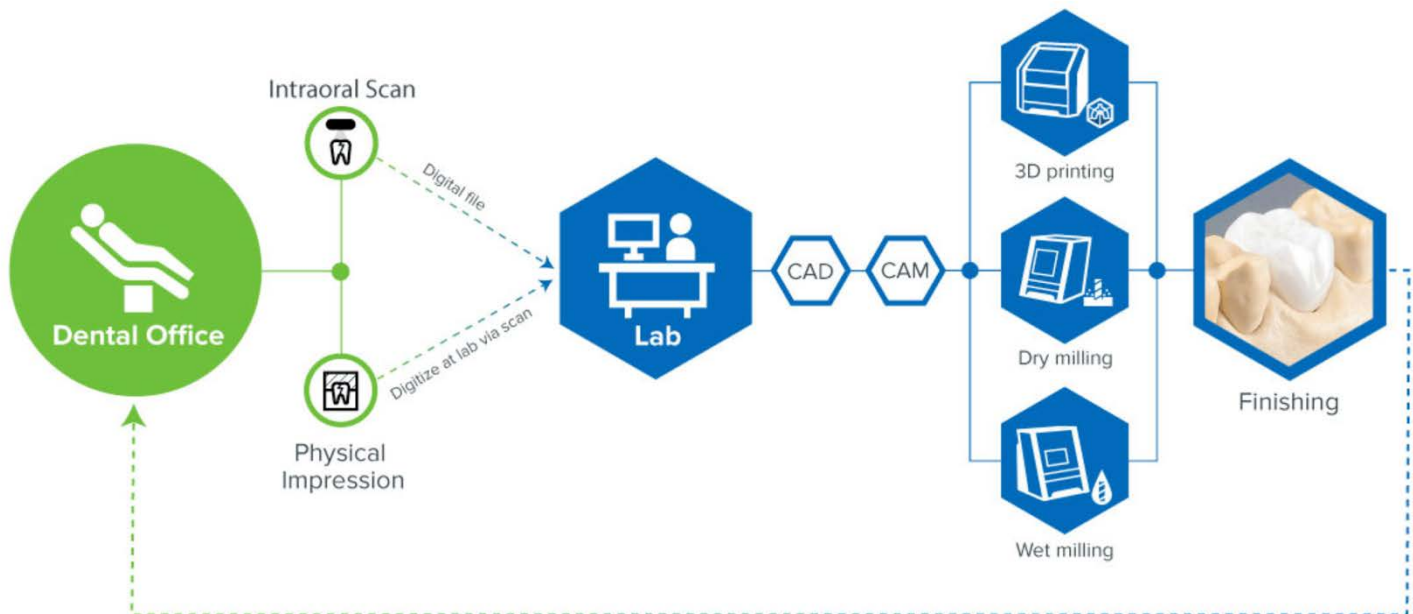 Intraoral Scan
Digital file
Dental Office
Digitize at lab via scan
Physical
Impression
Lab
CAD
CAM
3D printing
Dry milling
Wet milling
Finishing